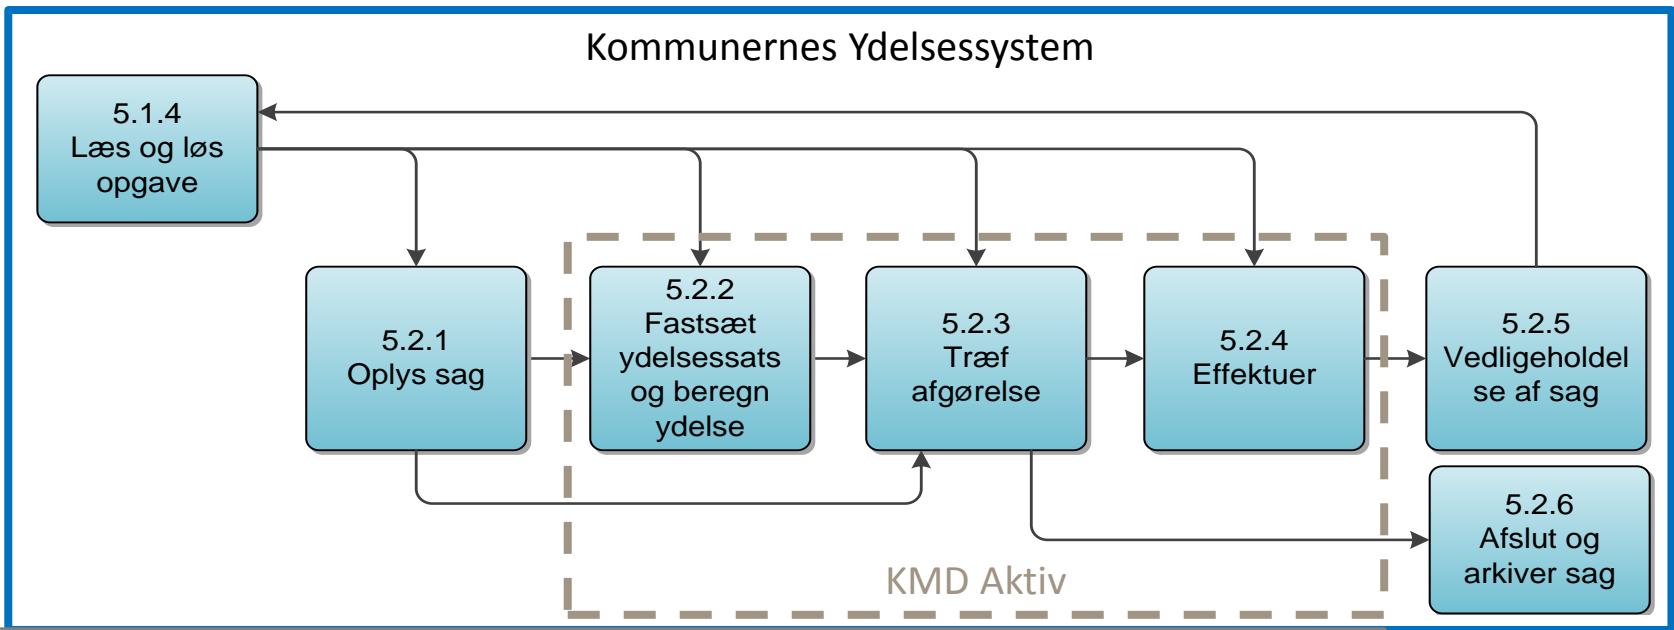 Kommunernes Ydelsessystem
5.1.4
Læs og løs
opgave
5.2.1
Oplys sag
5.2.2
Fastsæt
ydelsessats
og beregn
ydelse
5.2.3
Træf
afgørelse
5.2.4
Effektuer
5.2.5
Vedligeholdel
se af sag
5.2.6
Afslut og
arkiver sag
KMD Aktiv